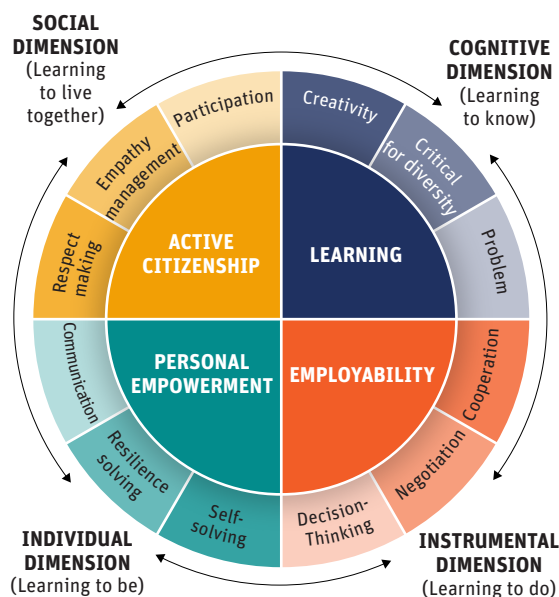 SOCIAL
DIMENSION
(Learning
to live
together)
COGNITIVE
DIMENSION
(Learning
to know)
Participation
Creativity
Empathy
management
Critical
for diversity
Respect
making
Problem
ACTIVE
CITIZENSHIP
LEARNING
PERSONAL
EMPOWERMENT
EMPLOYABILITY
Communication
Cooperation
Resilience
solving
Negotiation
Self-
solving
Decision-
Thinking
INDIVIDUAL
DIMENSION
(Learning to be)
INSTRUMENTAL
DIMENSION
(Learning to do)